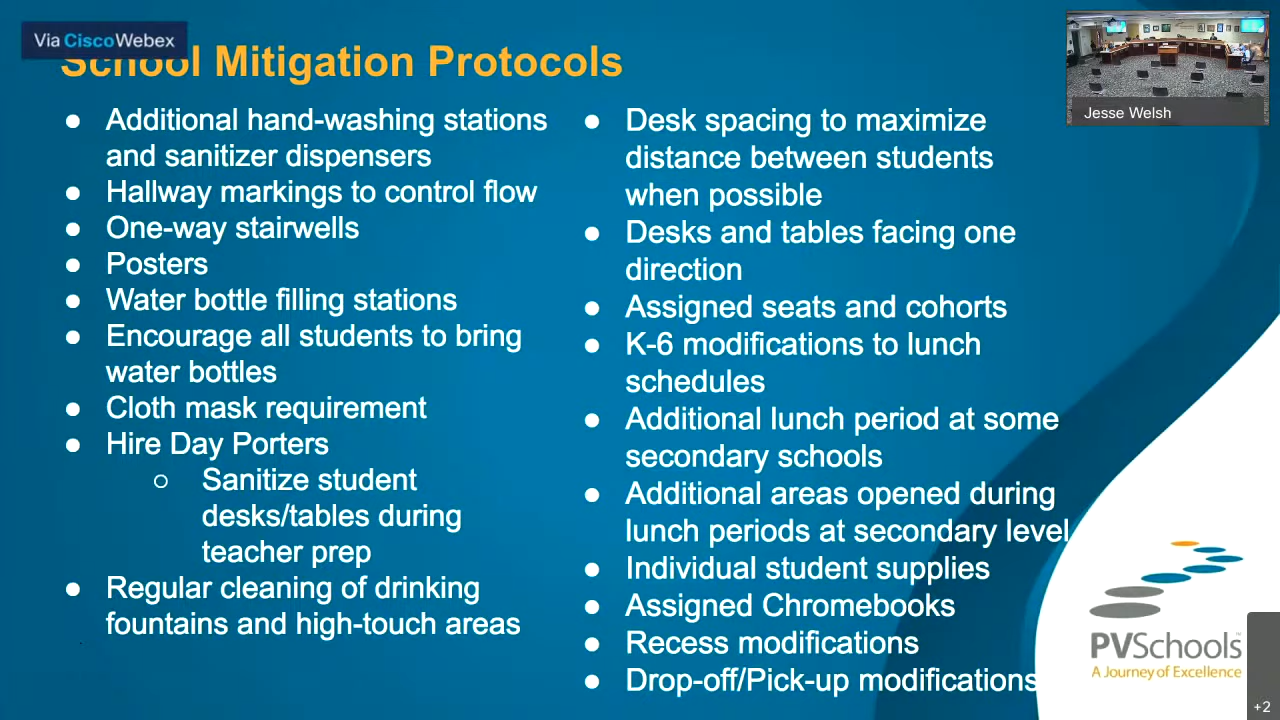 Via Cisco Webex
School Mitigation Protocols
● Additional hand-washing stations
and sanitizer dispensers
● Hallway markings to control flow
● One-way stairwells
● Posters
● Water bottle filling stations
● Encourage all students to bring
water bottles
● Cloth mask requirement
● Hire Day Porters
○ Sanitize student
desks/tables during
teacher prep
● Regular cleaning of drinking
fountains and high-touch areas
● Desk spacing to maximize
distance between students
when possible
● Desks and tables facing one
direction
● Assigned seats and cohorts
● K-6 modifications to lunch
schedules
● Additional lunch period at some
secondary schools
● Additional areas opened during
lunch periods at secondary level
● Individual student supplies
● Assigned Chromebooks
● Recess modifications
● Drop-off/Pick-up modifications
Jesse Welsh
PVSchools™
A Journey of Excellence
+2